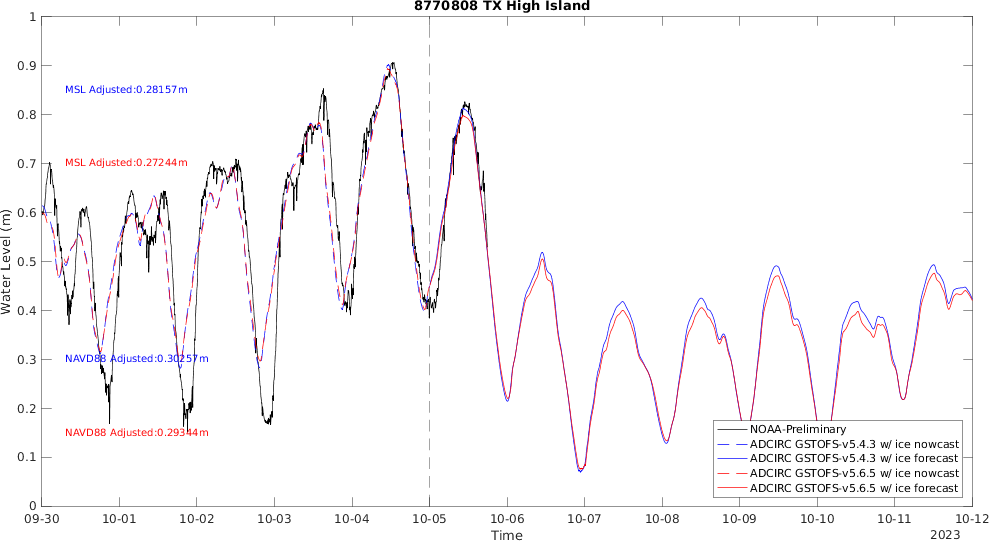 8770808 TX High Island
1
0.9
0.8
0.7
0.6
0.5
0.4
0.3
0.2
0.1
0
Water Level (m)
MSL Adjusted:0.28157m
MSL Adjusted:0.27244m
NAVD88 Adjusted:0.30257m
NAVD88 Adjusted:0.29344m
NOAA-Preliminary
ADCIRC GSTOFS-v5.4.3 w/ ice nowcast
ADCIRC GSTOFS-v5.4.3 w/ ice forecast
ADCIRC GSTOFS-v5.6.5 w/ ice nowcast
ADCIRC GSTOFS-v5.6.5 w/ ice forecast
09-30 10-01 10-02 10-03 10-04 10-05 10-06 10-07 10-08 10-09 10-10 10-11 10-12
Time
2023